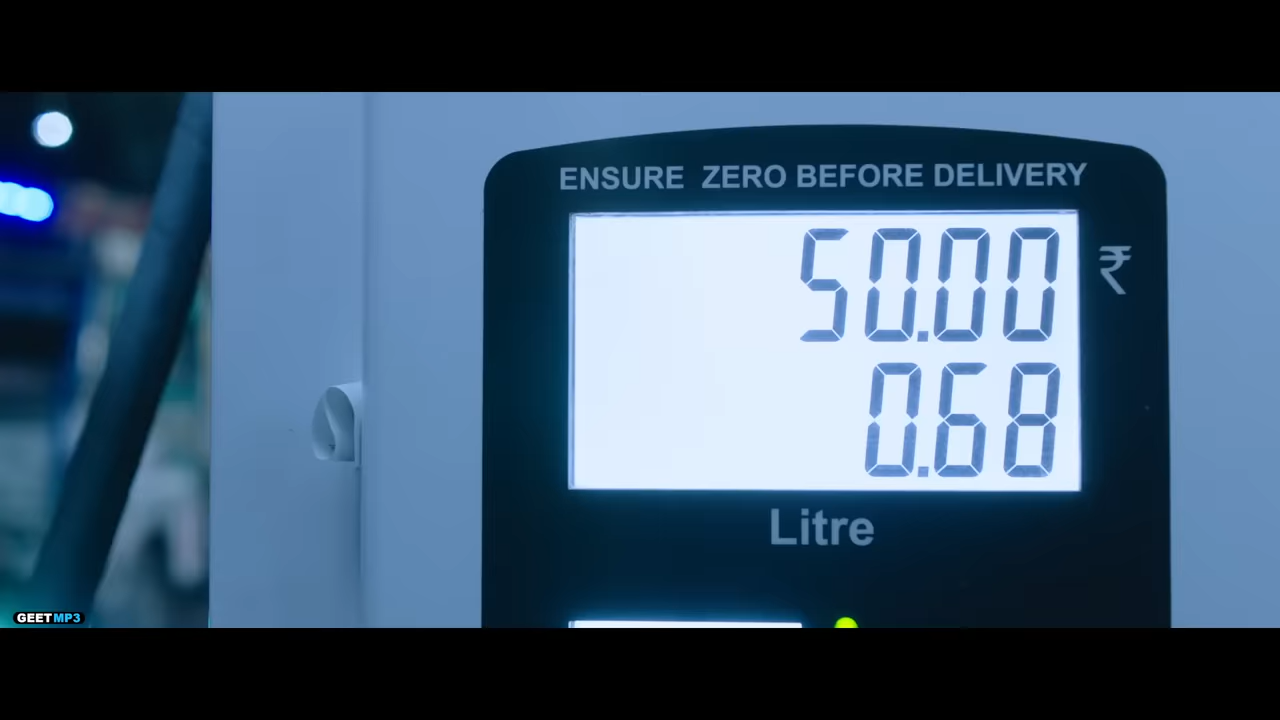 ENSURE ZERO BEFORE DELIVERY
50.00 ₹
0.68
Litre
GEETMP3